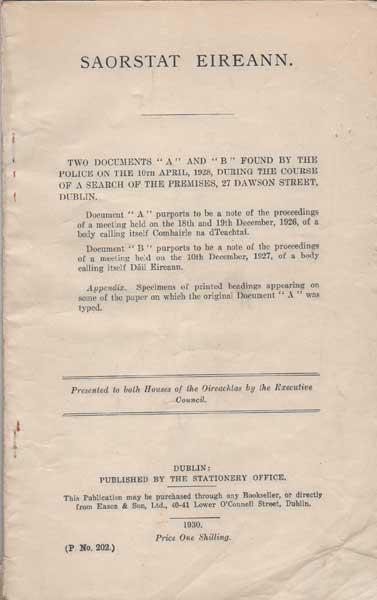 SAORSTAT EIREANN.
TWO DOCUMENTS "A" AND "B" FOUND BY THE
POLICE ON THE 10TH APRIL, 1928, DURING THE COURSE
OF A SEARCH OF THE PREMISES, 27 DAWSON STREET,
DUBLIN.
Document "A" purports to be a note of the proceedings
of a meeting held on the 18th and 19th December, 1926, of a
body calling itself Comhairle na dTeachtai.
Document "B" purports to be a note of the proceedings
of a meeting held on the 10th December, 1927, of a body
calling itself Dáil Eireann.
Appendix. Specimens of printed headings appearing on
some of the paper on which the original Document "A" was
typed.
Presented to both Houses of the Oireachtas by the Executive
Council.
DUBLIN:
PUBLISHED BY THE STATIONERY OFFICE.
This Publication may be purchased through any Bookseller, or directly
from Eason & Son, Ltd., 40-41 Lower O'Connell Street, Dublin.
1930.
Price One Shilling.
(P. No. 202.)